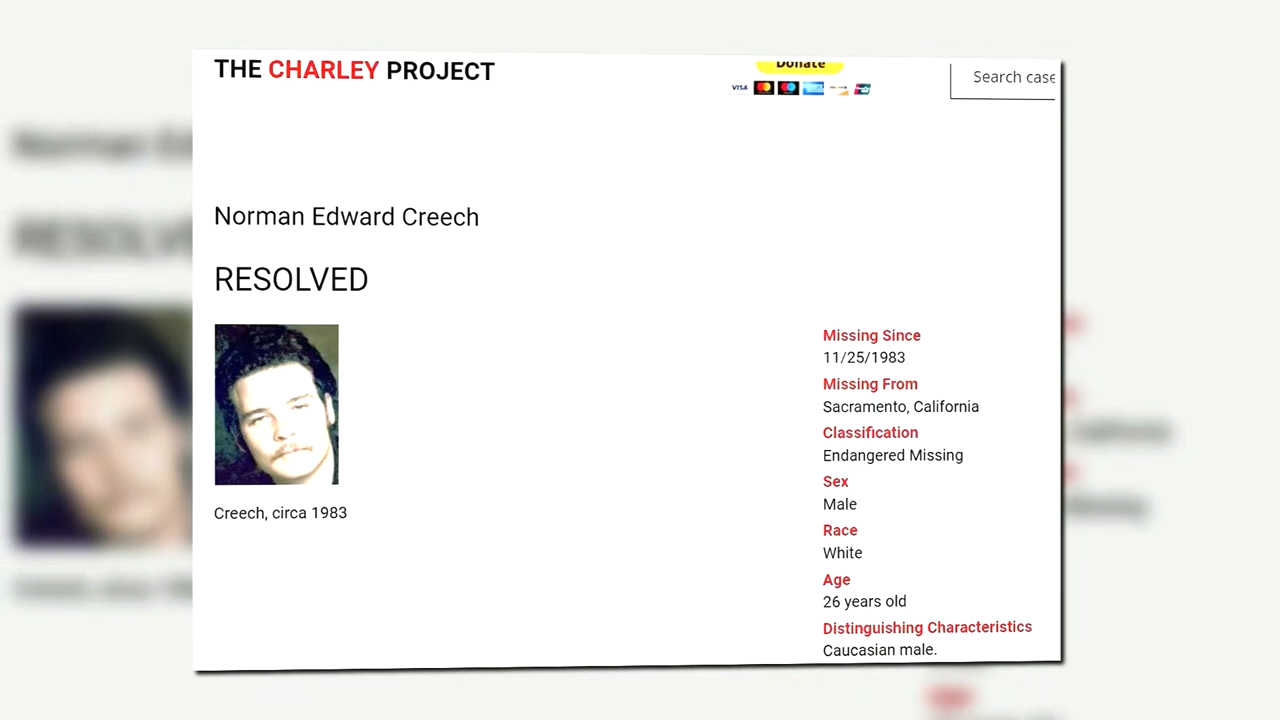 THE CHARLEY PROJECT
Donate
VISA
Search case
Norman Edward Creech
RESOLVED
Creech, circa 1983
Missing Since
11/25/1983
Missing From
Sacramento, California
Classification
Endangered Missing
Sex
Male
Race
White
Age
26 years old
Distinguishing Characteristics
Caucasian male.